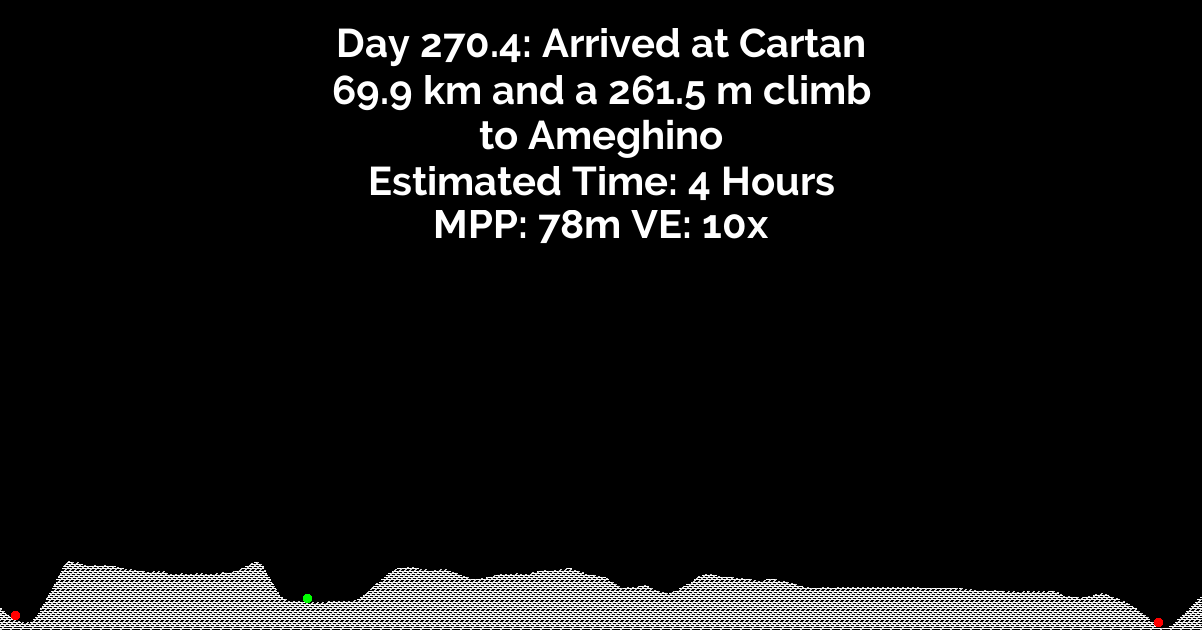 Day 270.4: Arrived at Cartan
69.9 km and a 261.5 m climb
to Ameghino
Estimated Time: 4 Hours
MPP: 78m VE: 10x